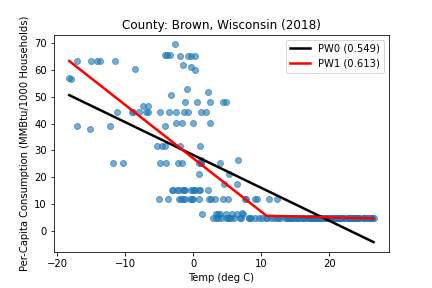 County: Brown, Wisconsin (2018)
PW0 (0.549)
PW1 (0.613)
Per-Capita Consumption (MMBtu/1000 Households)
70
60
50
40
30
20
10
0
−20
−10
0
10
20
Temp (deg C)